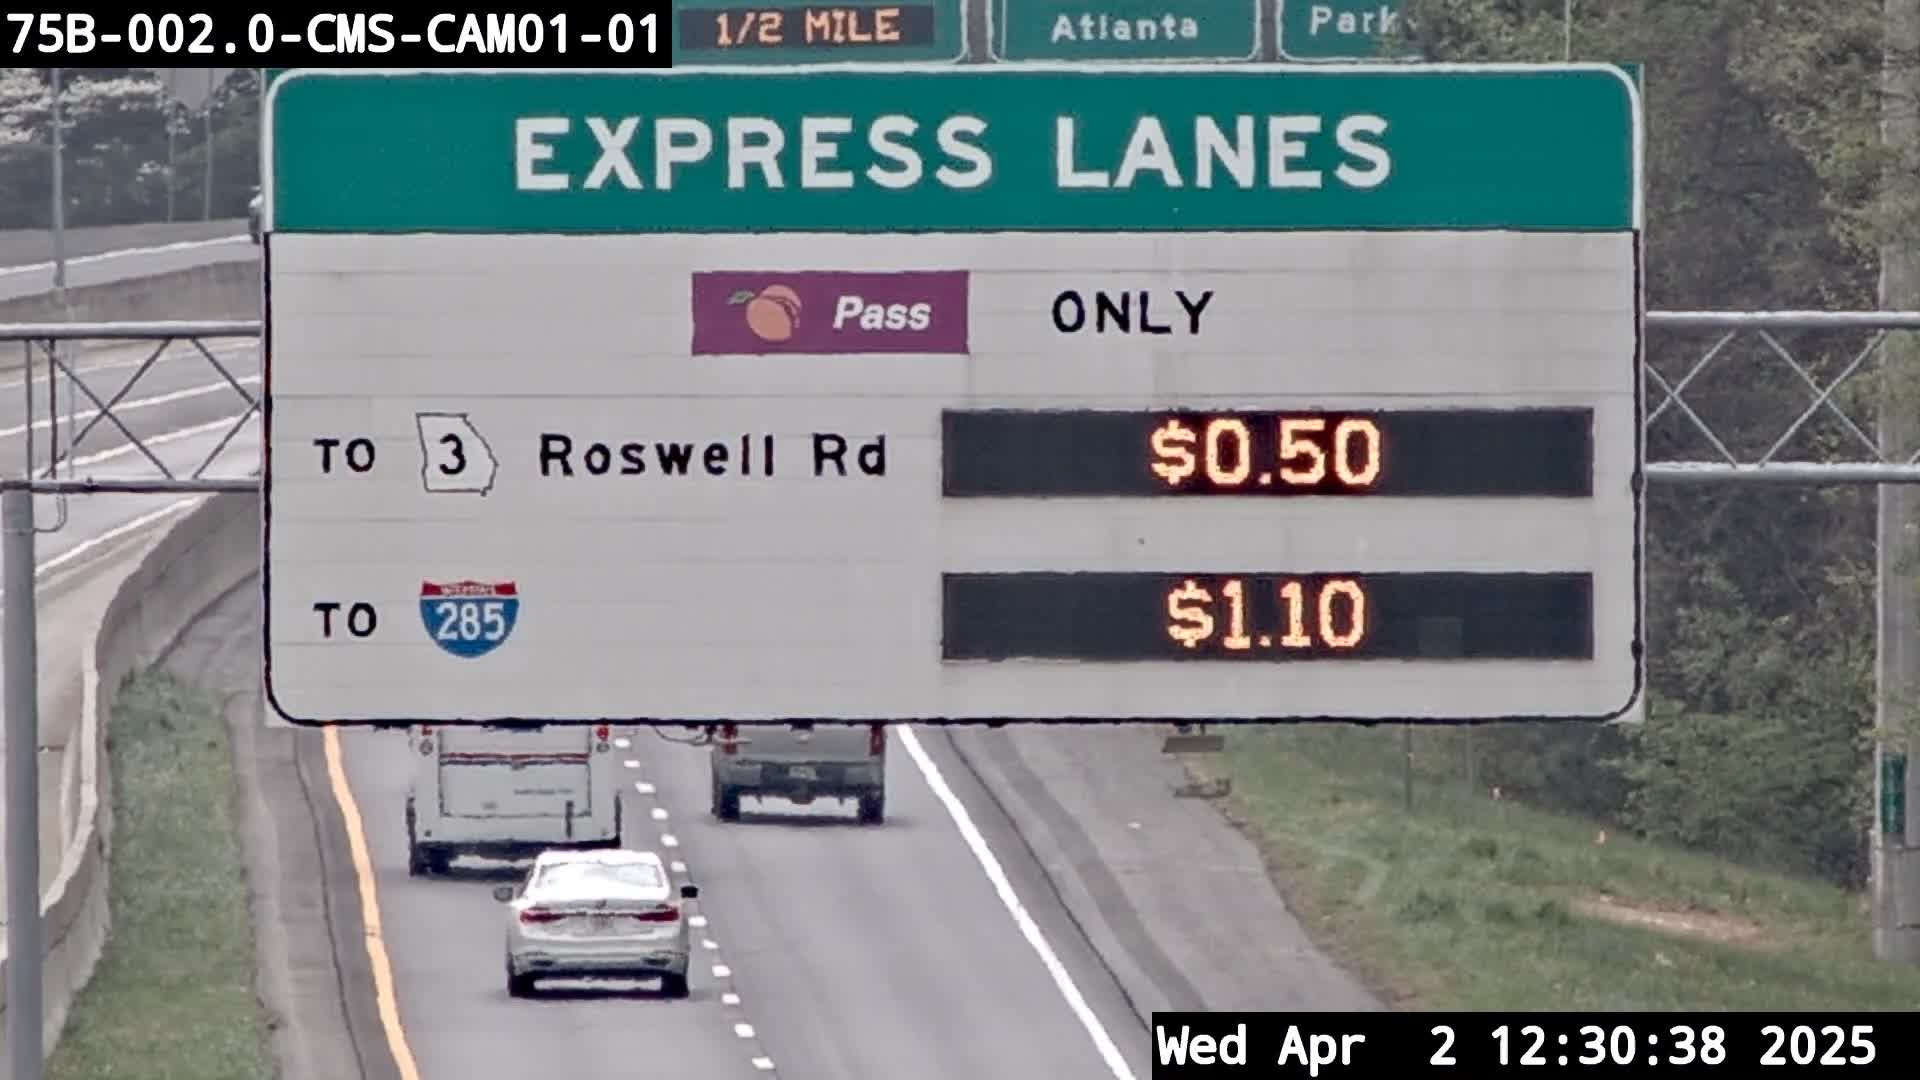 75B-002.0-CMS-CAM01-01
1/2 MILE
Atlanta
Park
EXPRESS LANES
Pass ONLY
TO 3 Roswell Rd $0.50
TO 285 $1.10
Wed Apr 2 12:30:38 2025